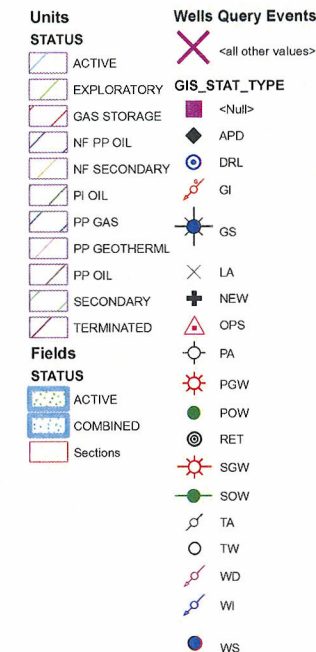 Units
STATUS
ACTIVE
EXPLORATORY
GAS STORAGE
NF PP OIL
NF SECONDARY
PI OIL
PP GAS
PP GEOTHERML
PP OIL
SECONDARY
TERMINATED
Fields
STATUS
ACTIVE
COMBINED
Sections
Wells Query Events
<all other values>
GIS_STAT_TYPE
<Null>
APD
DRL
GI
GS
LA
NEW
OPS
PA
PGW
POW
RET
SGW
SOW
TA
TW
WD
WI
WS